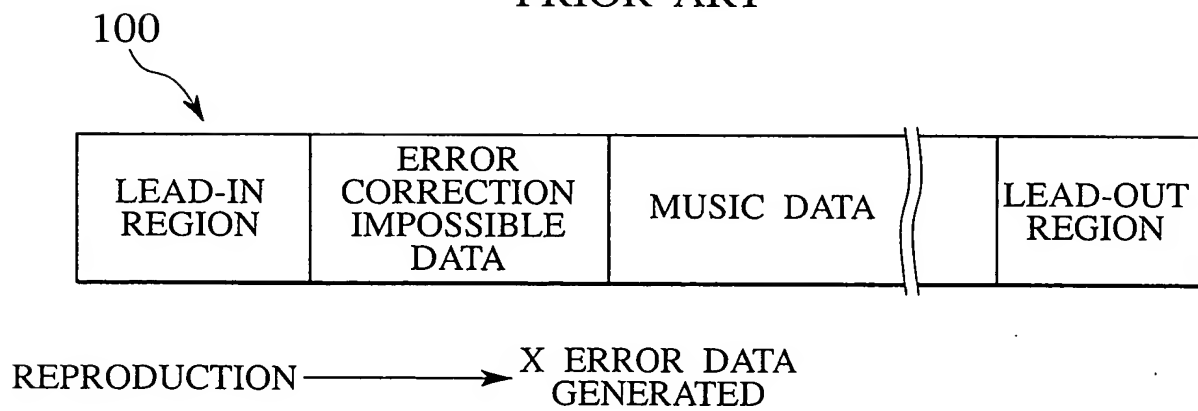 PRIOR ART
100
LEAD-IN
REGION
ERROR
CORRECTION
IMPOSSIBLE
DATA
MUSIC DATA
LEAD-OUT
REGION
REPRODUCTION
X ERROR DATA
GENERATED